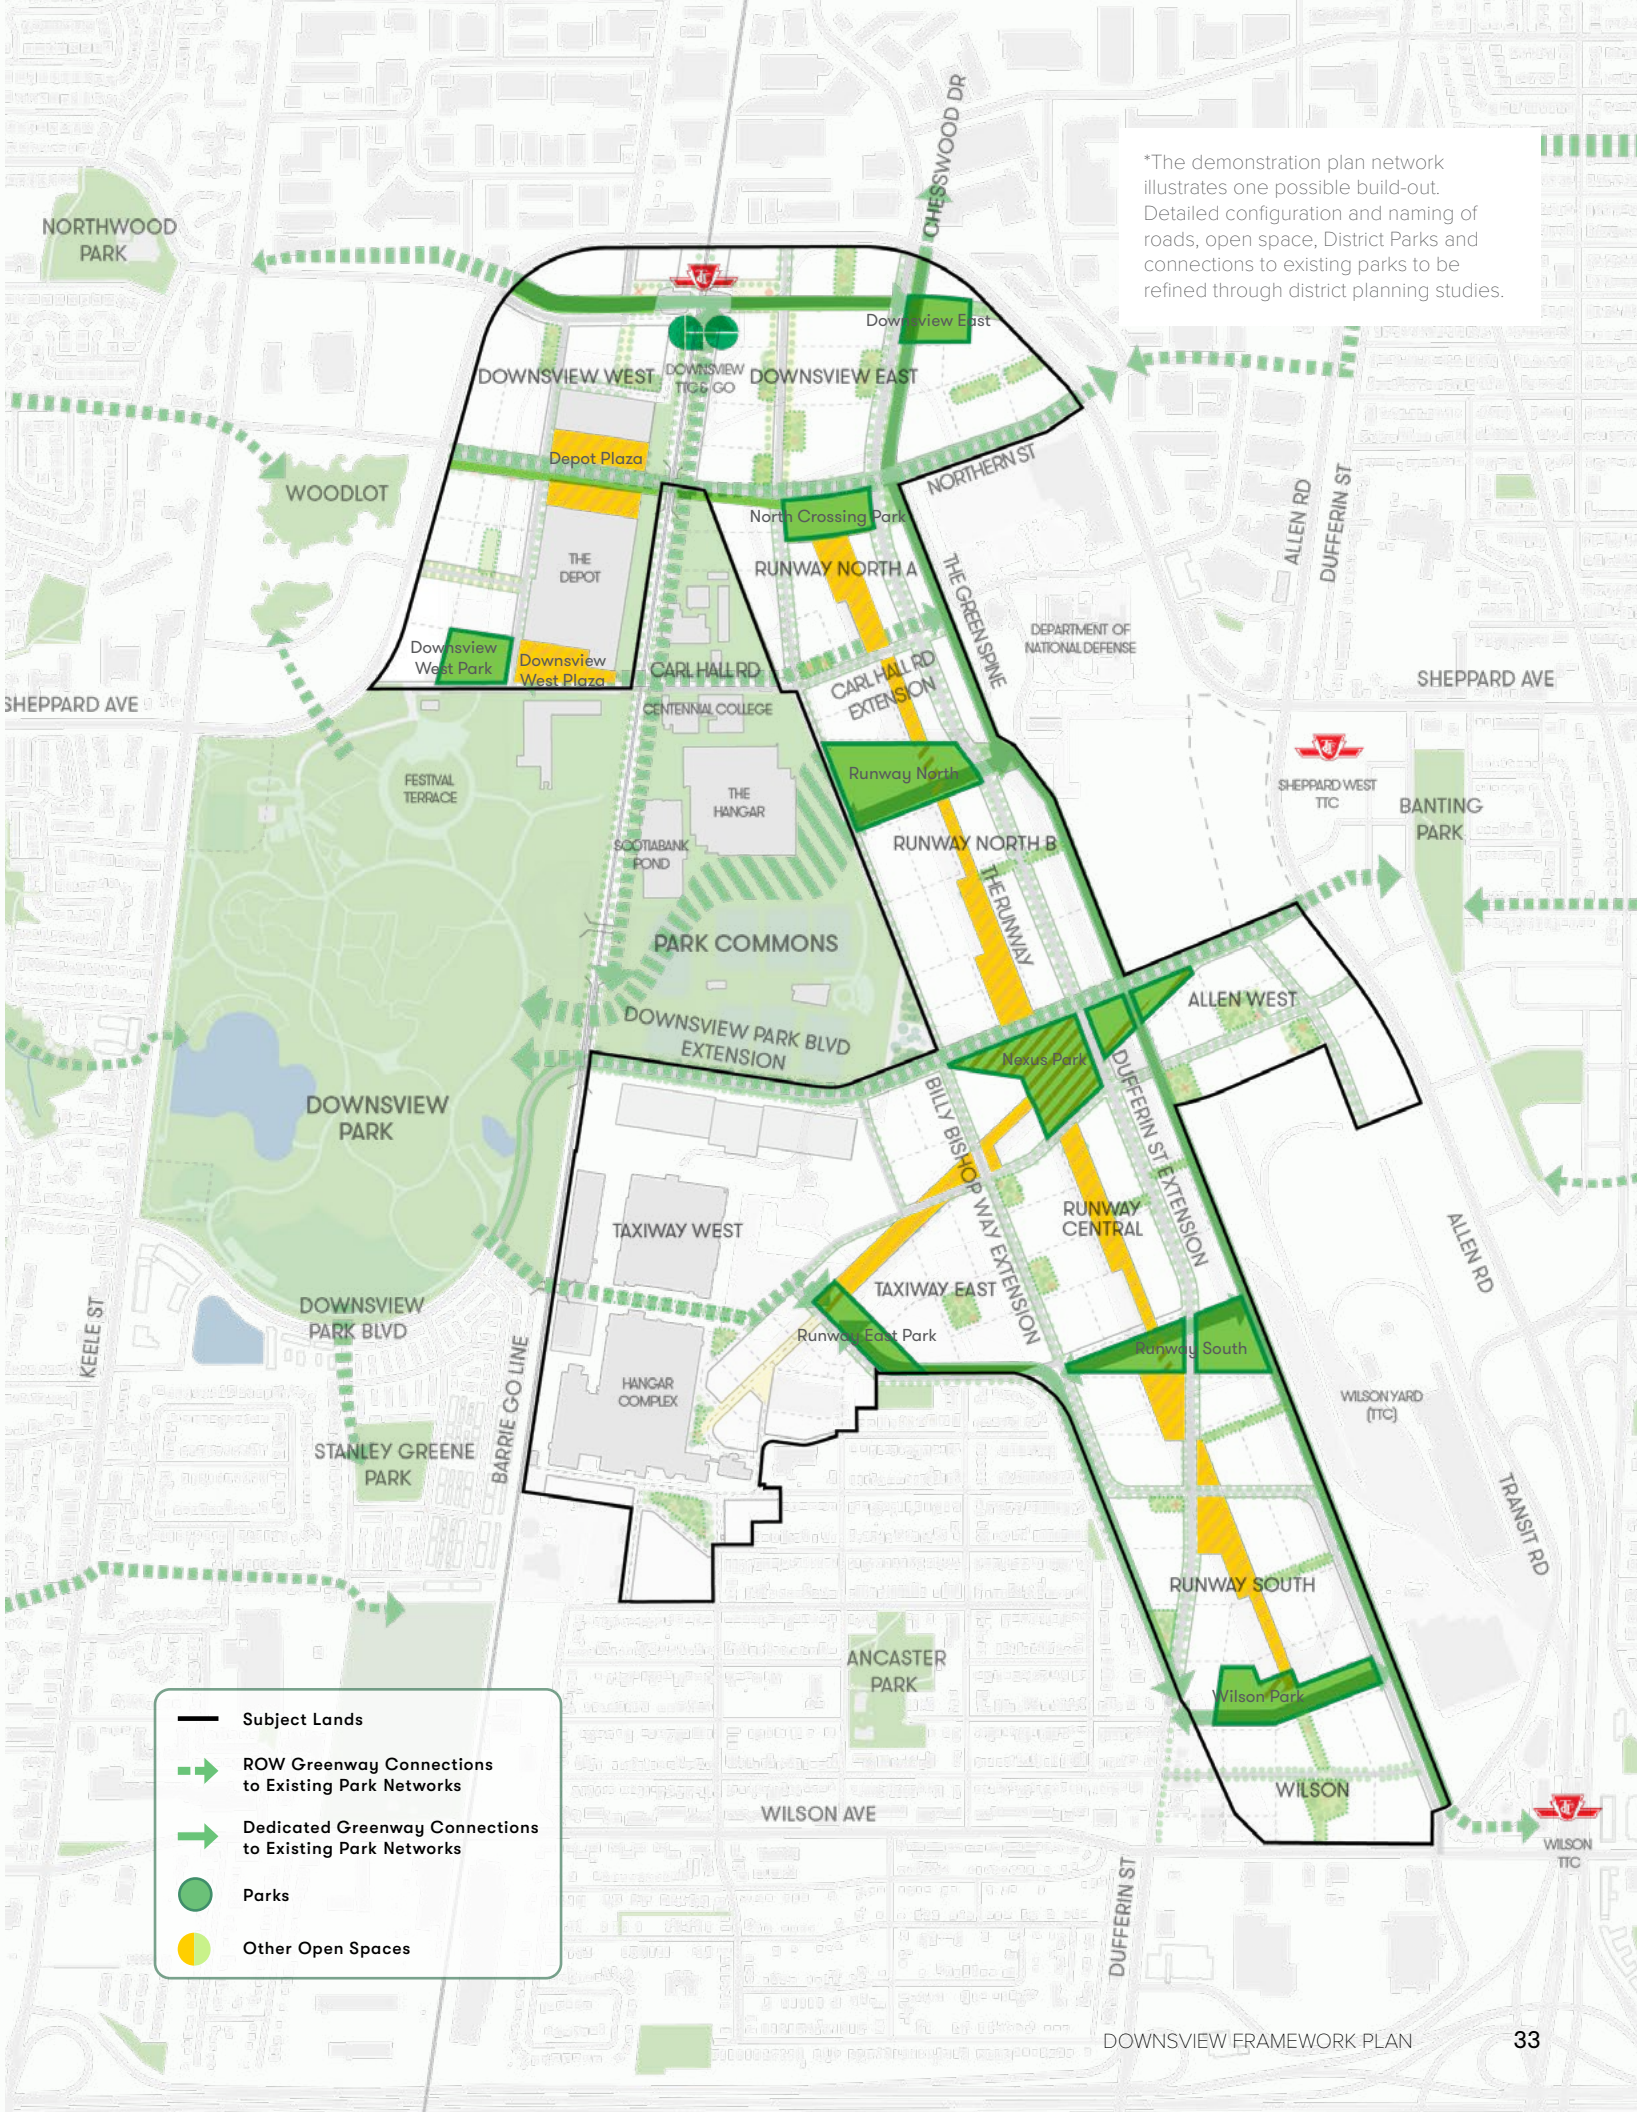 CHESSWOOD DR
*The demonstration plan network
illustrates one possible build-out.
Detailed configuration and naming of
roads, open space, District Parks and
connections to existing parks to be
refined through district planning studies.
NORTHWOOD
PARK
Downsview East
DOWNSVIEW WEST
DOWNSVIEW
TTC & GO
DOWNSVIEW EAST
Depot Plaza
NORTHERN ST
WOODLOT
ALLEN RD
DUFFERIN ST
North Crossing Park
THE
DEPOT
RUNWAY NORTH A
THE GREEN SPINE
DEPARTMENT OF
NATIONAL DEFENSE
Downsview
West Park
Downsview
West Plaza
CARL HALL RD
CARL HALL RD
EXTENSION
SHEPPARD AVE
SHEPPARD AVE
CENTENNIAL COLLEGE
FESTIVAL
TERRACE
THE
HANGAR
Runway North
SHEPPARD WEST
TTC
BANTING
PARK
SCOTIABANK
POND
RUNWAY NORTH B
THE RUNWAY
PARK COMMONS
ALLEN WEST
DOWNSVIEW PARK BLVD
EXTENSION
Nexus Park
DOWNSVIEW
PARK
BILLY BISHOP WAY EXTENSION
DUFFERIN ST EXTENSION
TAXIWAY WEST
RUNWAY
CENTRAL
ALLEN RD
TAXIWAY EAST
DOWNSVIEW
PARK BLVD
KEELE ST
Runway East Park
Runway South
BARRIE GO LINE
HANGAR
COMPLEX
WILSON YARD
(TTC)
STANLEY GREENE
PARK
TRANSIT RD
RUNWAY SOUTH
ANCASTER
PARK
Wilson Park
WILSON
WILSON AVE
WILSON
TTC
DUFFERIN ST
Subject Lands
ROW Greenway Connections
to Existing Park Networks
Dedicated Greenway Connections
to Existing Park Networks
Parks
Other Open Spaces
DOWNSVIEW FRAMEWORK PLAN 33